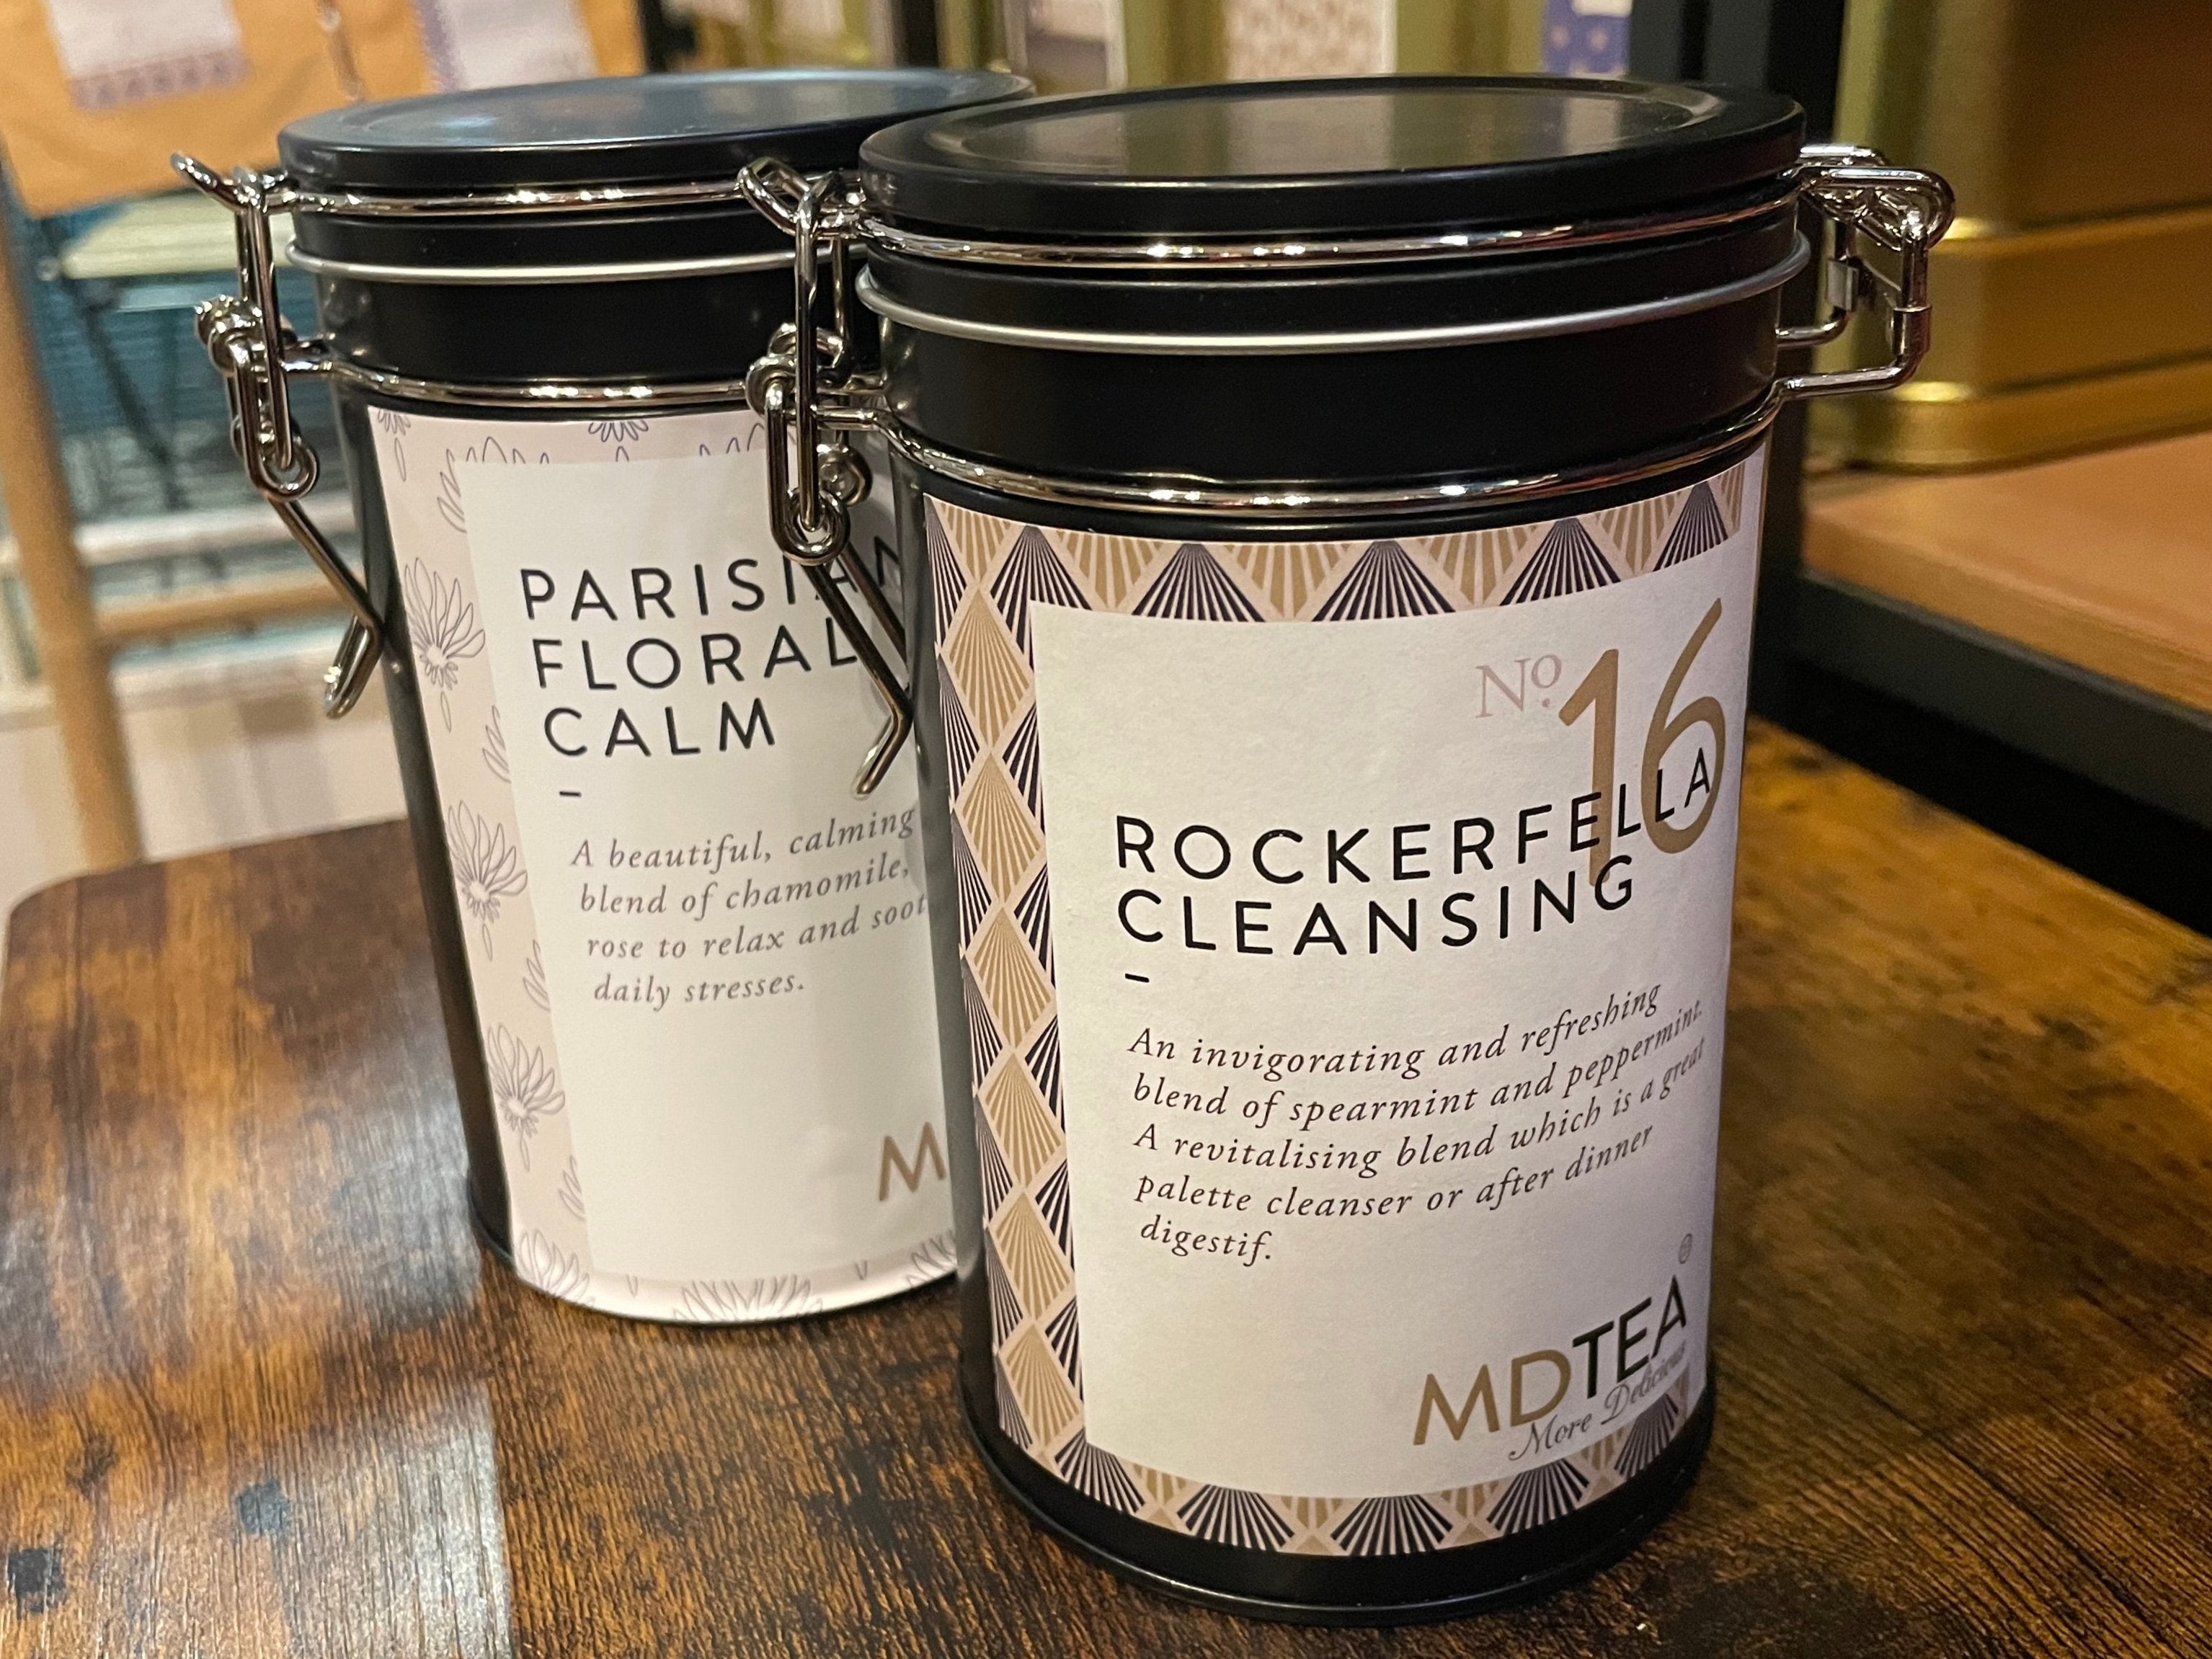 PARISIAN
FLORAL
CALM
-
A beautiful, calming
blend of chamomile,
rose to relax and
daily stresses.
M
Nº 16
ROCKERFELLA
CLEANSING
-
An invigorating and refreshing
blend of spearmint and peppermint.
A revitalising blend which is a great
palette cleanser or after dinner
digestif.
MDTEA
More Delicious